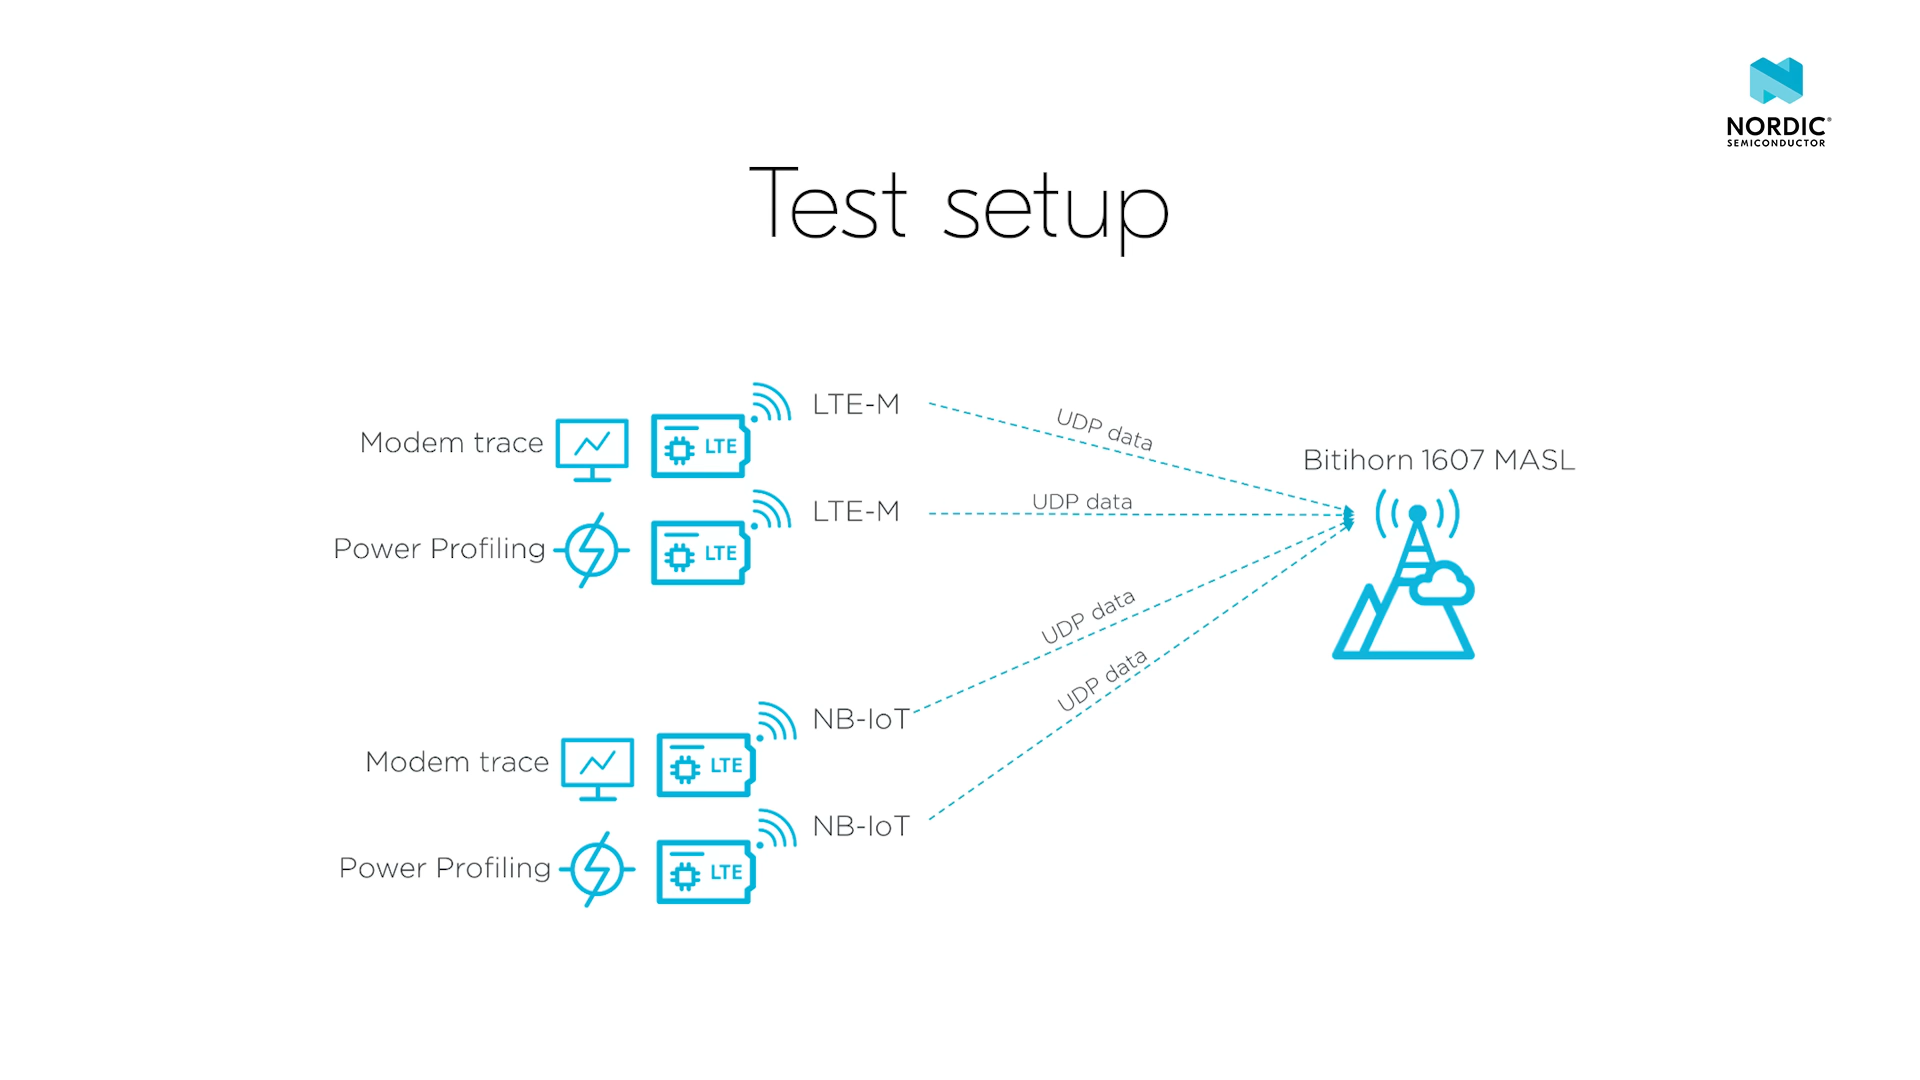 NORDIC®
SEMICONDUCTOR
Test setup
LTE-M
Modem trace
LTE
UDP data
Bitihorn 1607 MASL
LTE-M
UDP data
Power Profiling
LTE
UDP data
UDP data
NB-IoT
Modem trace
LTE
NB-IoT
Power Profiling
LTE